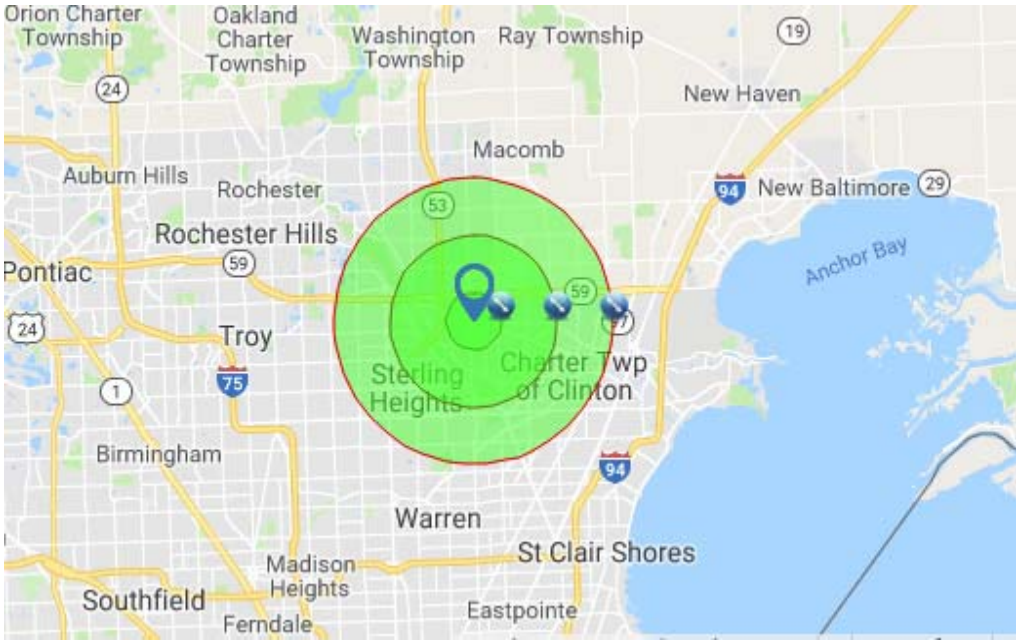 Orion Charter
Township
Oakland
Charter
Township
Washington
Township
Ray Township
19
24
New Haven
Macomb
Auburn Hills
Rochester
94
New Baltimore
29
53
Rochester Hills
59
Anchor Bay
Pontiac
59
24
Troy
Charter Twp
of Clinton
Sterling
Heights
75
1
Birmingham
94
Warren
St Clair Shores
Madison
Heights
Southfield
Eastpointe
Ferndale